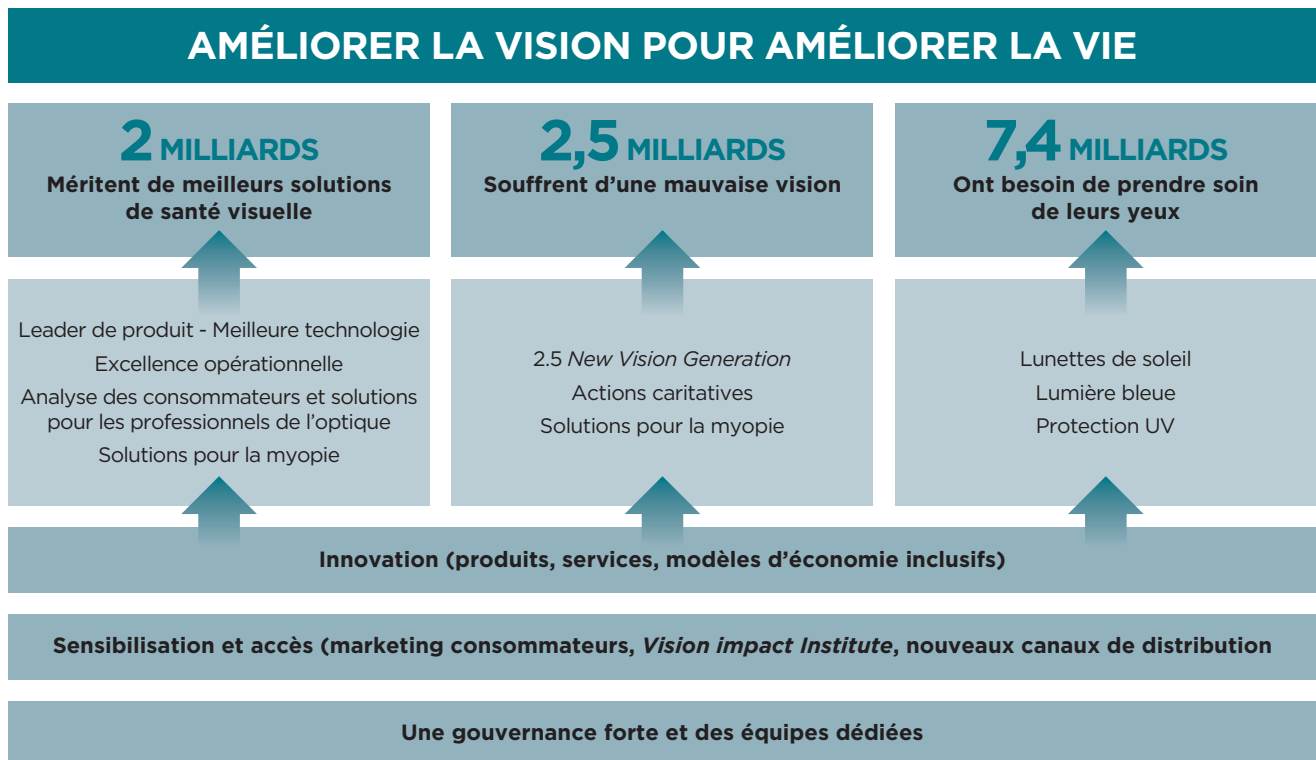 AMÉLIORER LA VISION POUR AMÉLIORER LA VIE
2 MILLIARDS
Méritent de meilleurs solutions
de santé visuelle
2,5 MILLIARDS
Souffrent d'une mauvaise vision
7,4 MILLIARDS
Ont besoin de prendre soin
de leurs yeux
Leader de produit - Meilleure technologie
Excellence opérationnelle
Analyse des consommateurs et solutions
pour les professionnels de l'optique
Solutions pour la myopie
2.5 New Vision Generation
Actions caritatives
Solutions pour la myopie
Lunettes de soleil
Lumière bleue
Protection UV
Innovation (produits, services, modèles d'économie inclusifs)
Sensibilisation et accès (marketing consommateurs, Vision impact Institute, nouveaux canaux de distribution
Une gouvernance forte et des équipes dédiées